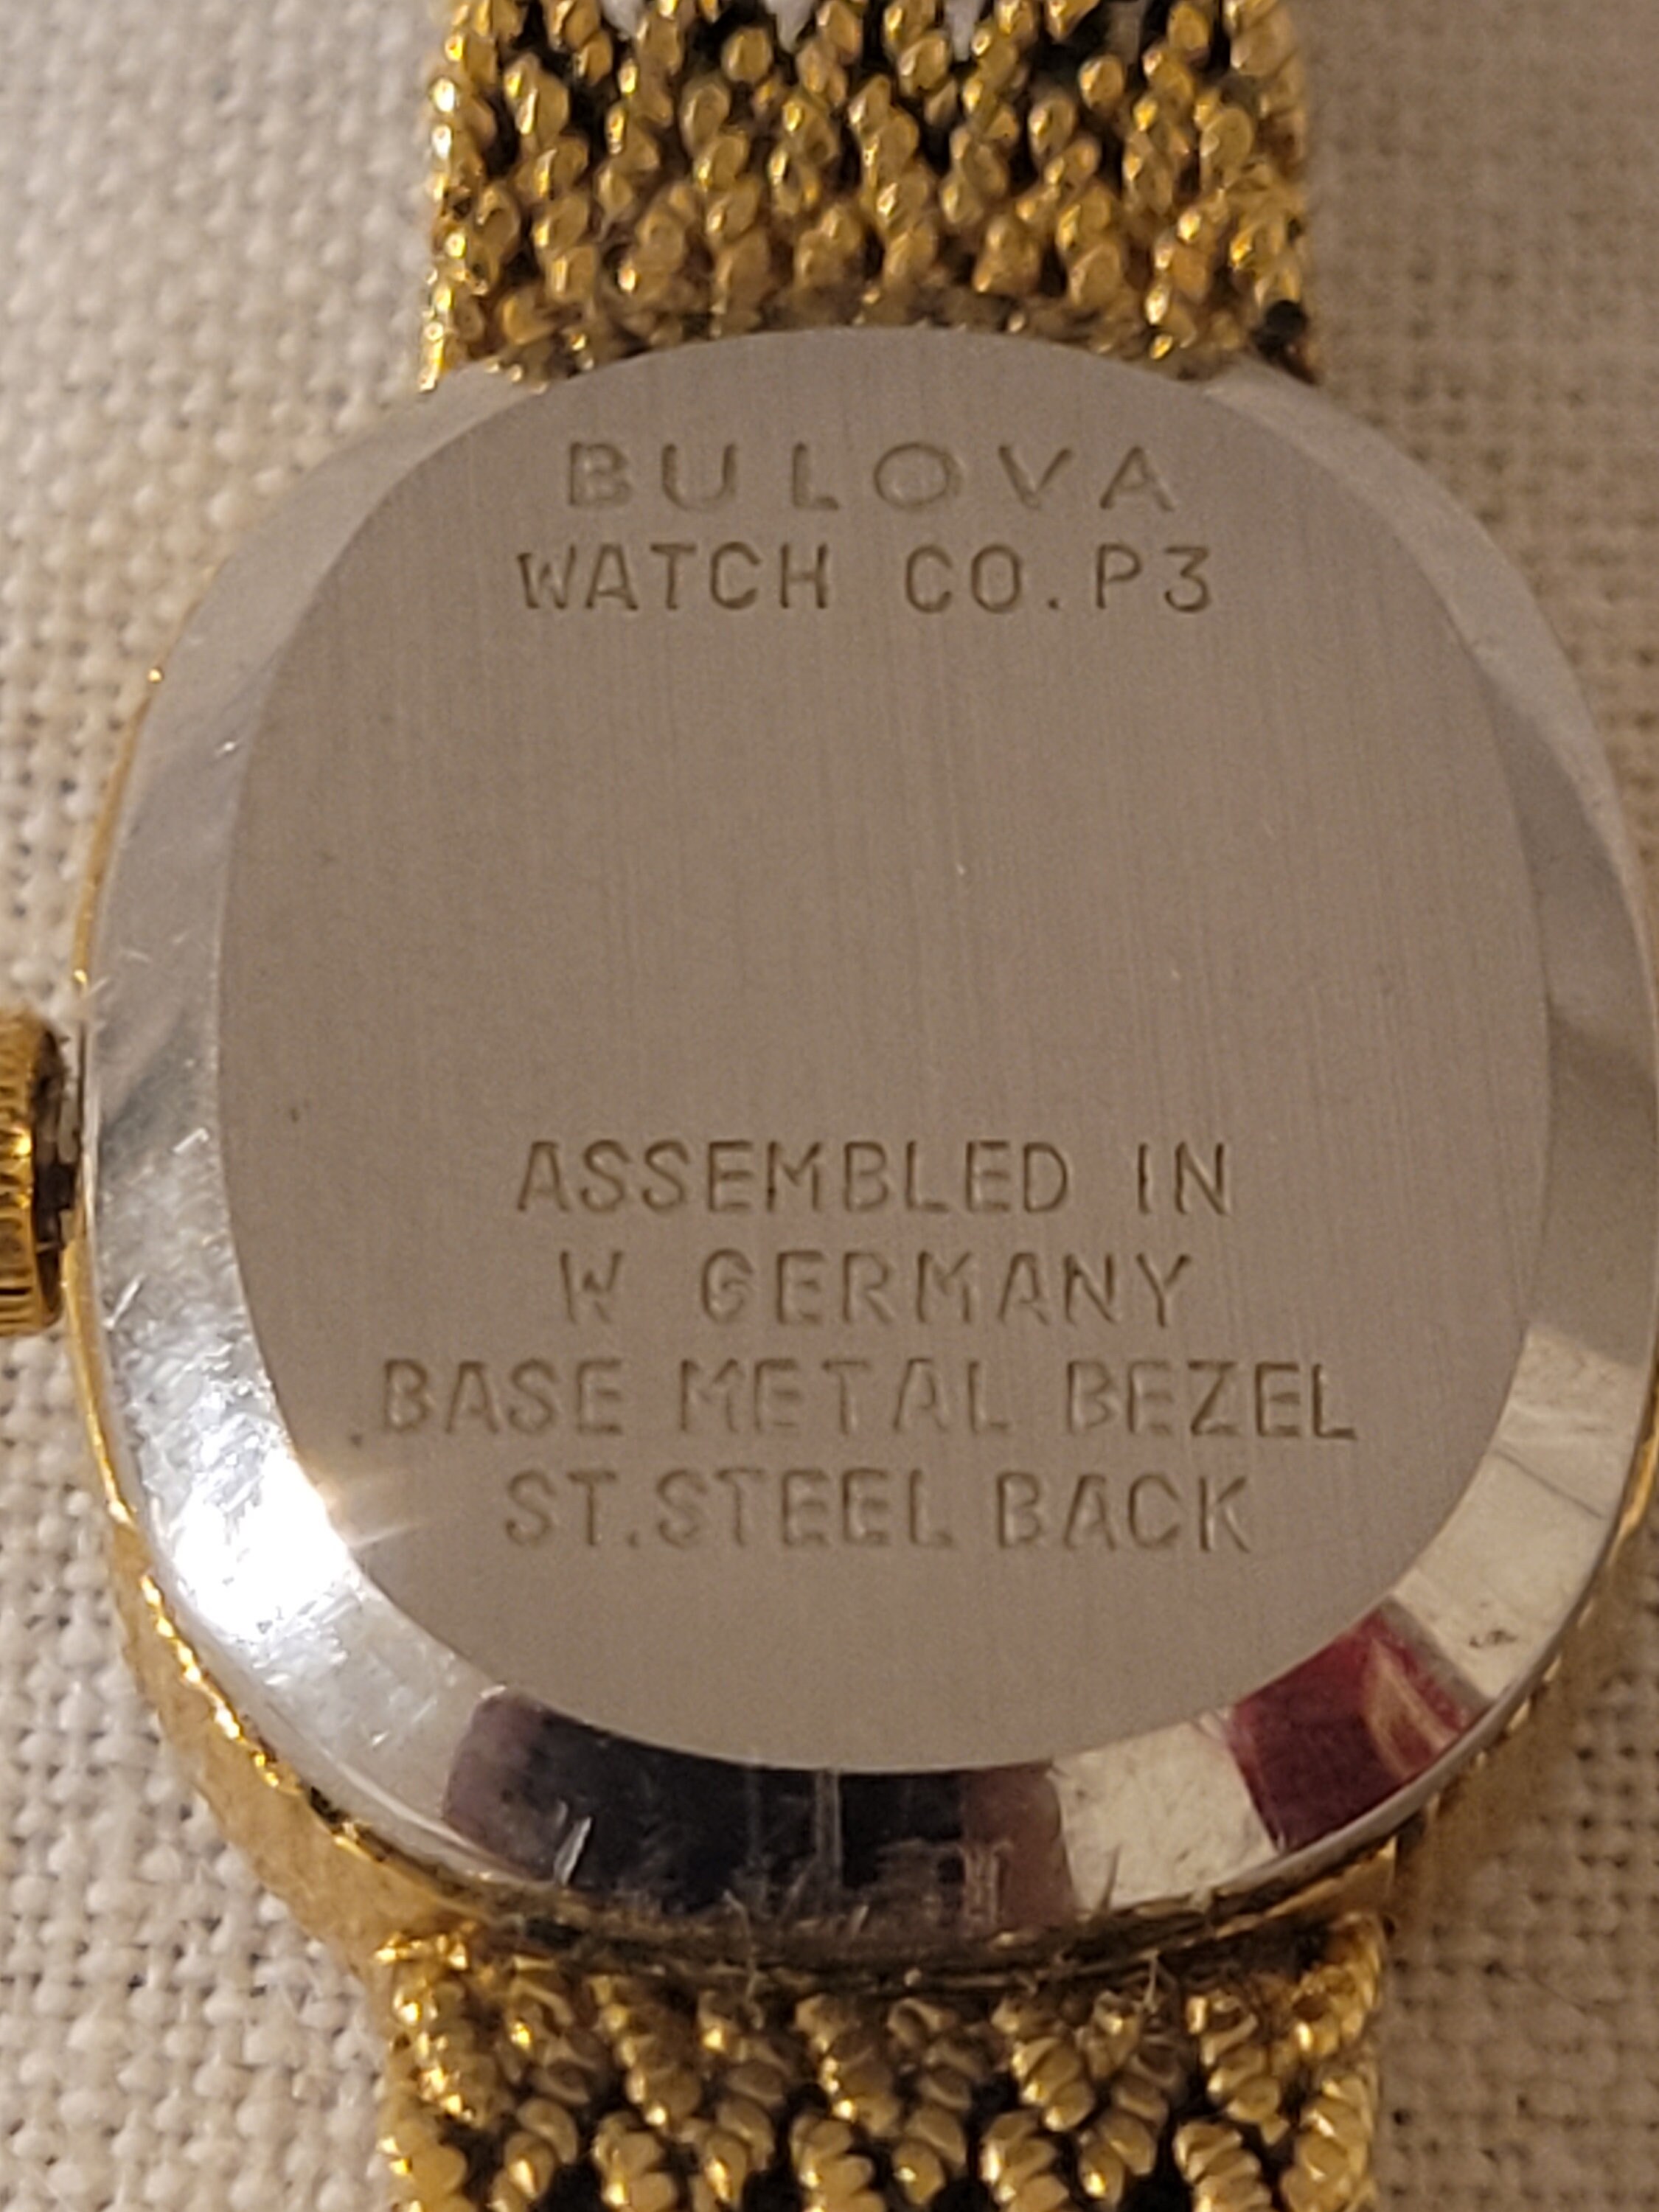 BULOVA
WATCH CO. P3
ASSEMBLED IN
W GERMANY
BASE METAL BEZEL
ST. STEEL BACK